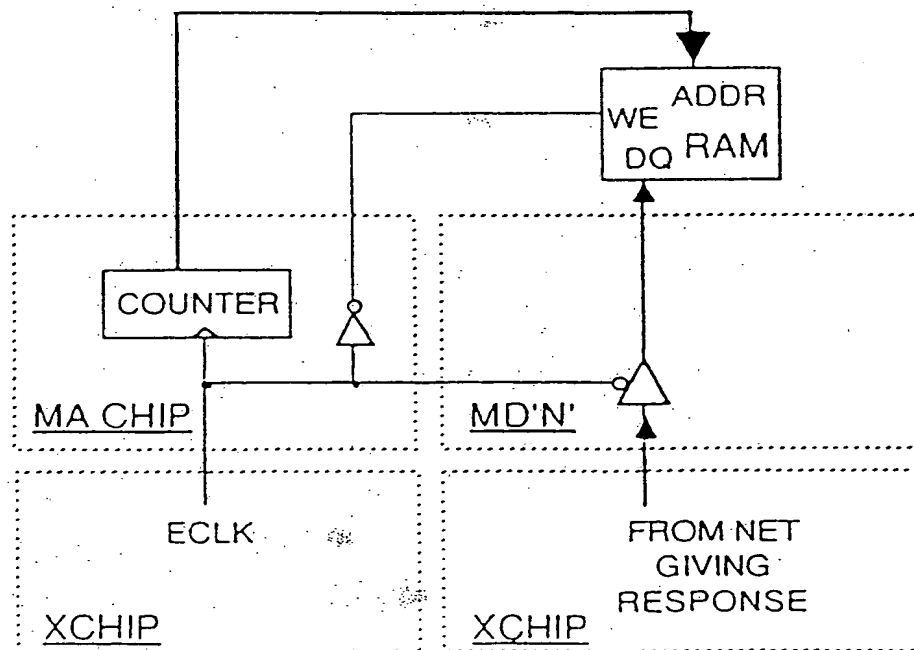 ADDR
WE
DQ RAM
COUNTER
MA CHIP
MD'N'
ECLK
FROM NET
GIVING
RESPONSE
XCHIP
XCHIP